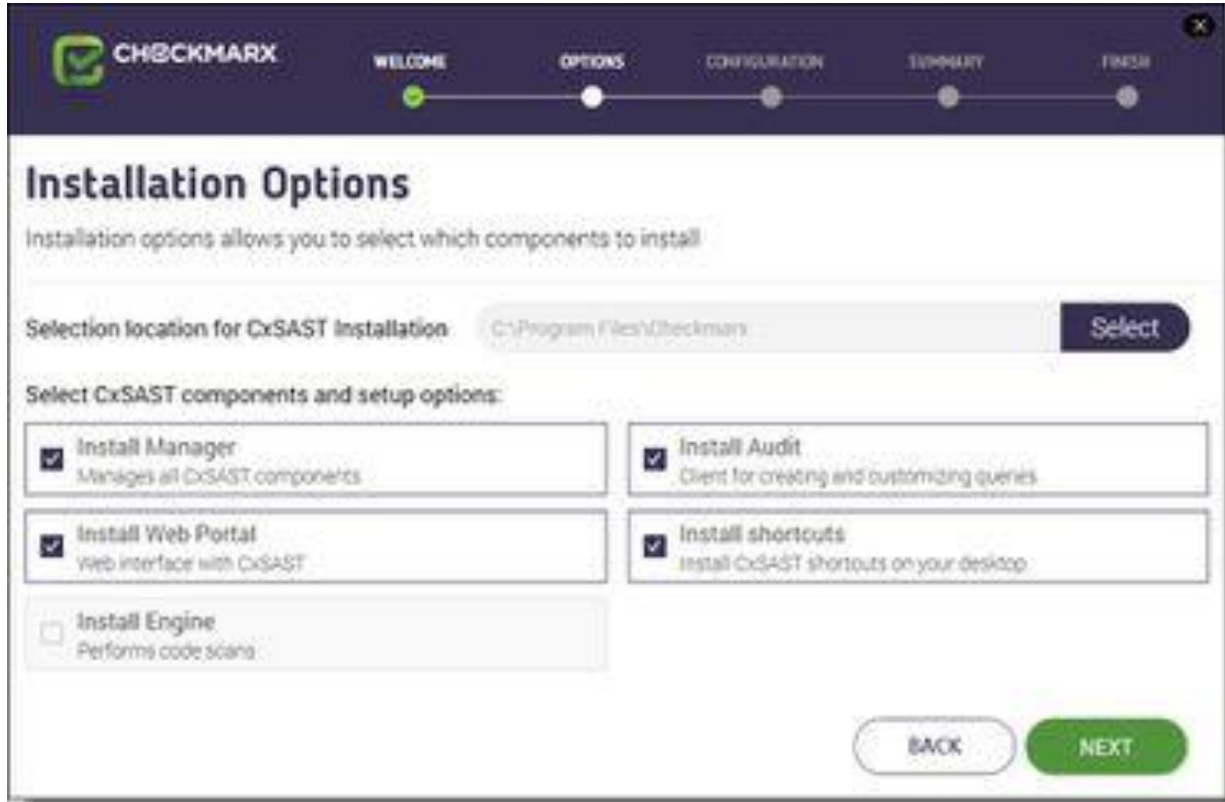 CHECKMARX
WELCOME
OPTIONS
CONFIGURATION
SUMMARY
FINISH
Installation Options
Installation options allows you to select which components to install
Selection location for CxSAST Installation
C:\Program Files\Checkmarx
Select
Select CxSAST components and setup options:
Install Manager
Manages all CxSAST components
Install Audit
Client for creating and customizing queries
Install Web Portal
Web interface with CxSAST
Install shortcuts
Install CxSAST shortcuts on your desktop
Install Engine
Performs code scans
BACK
NEXT